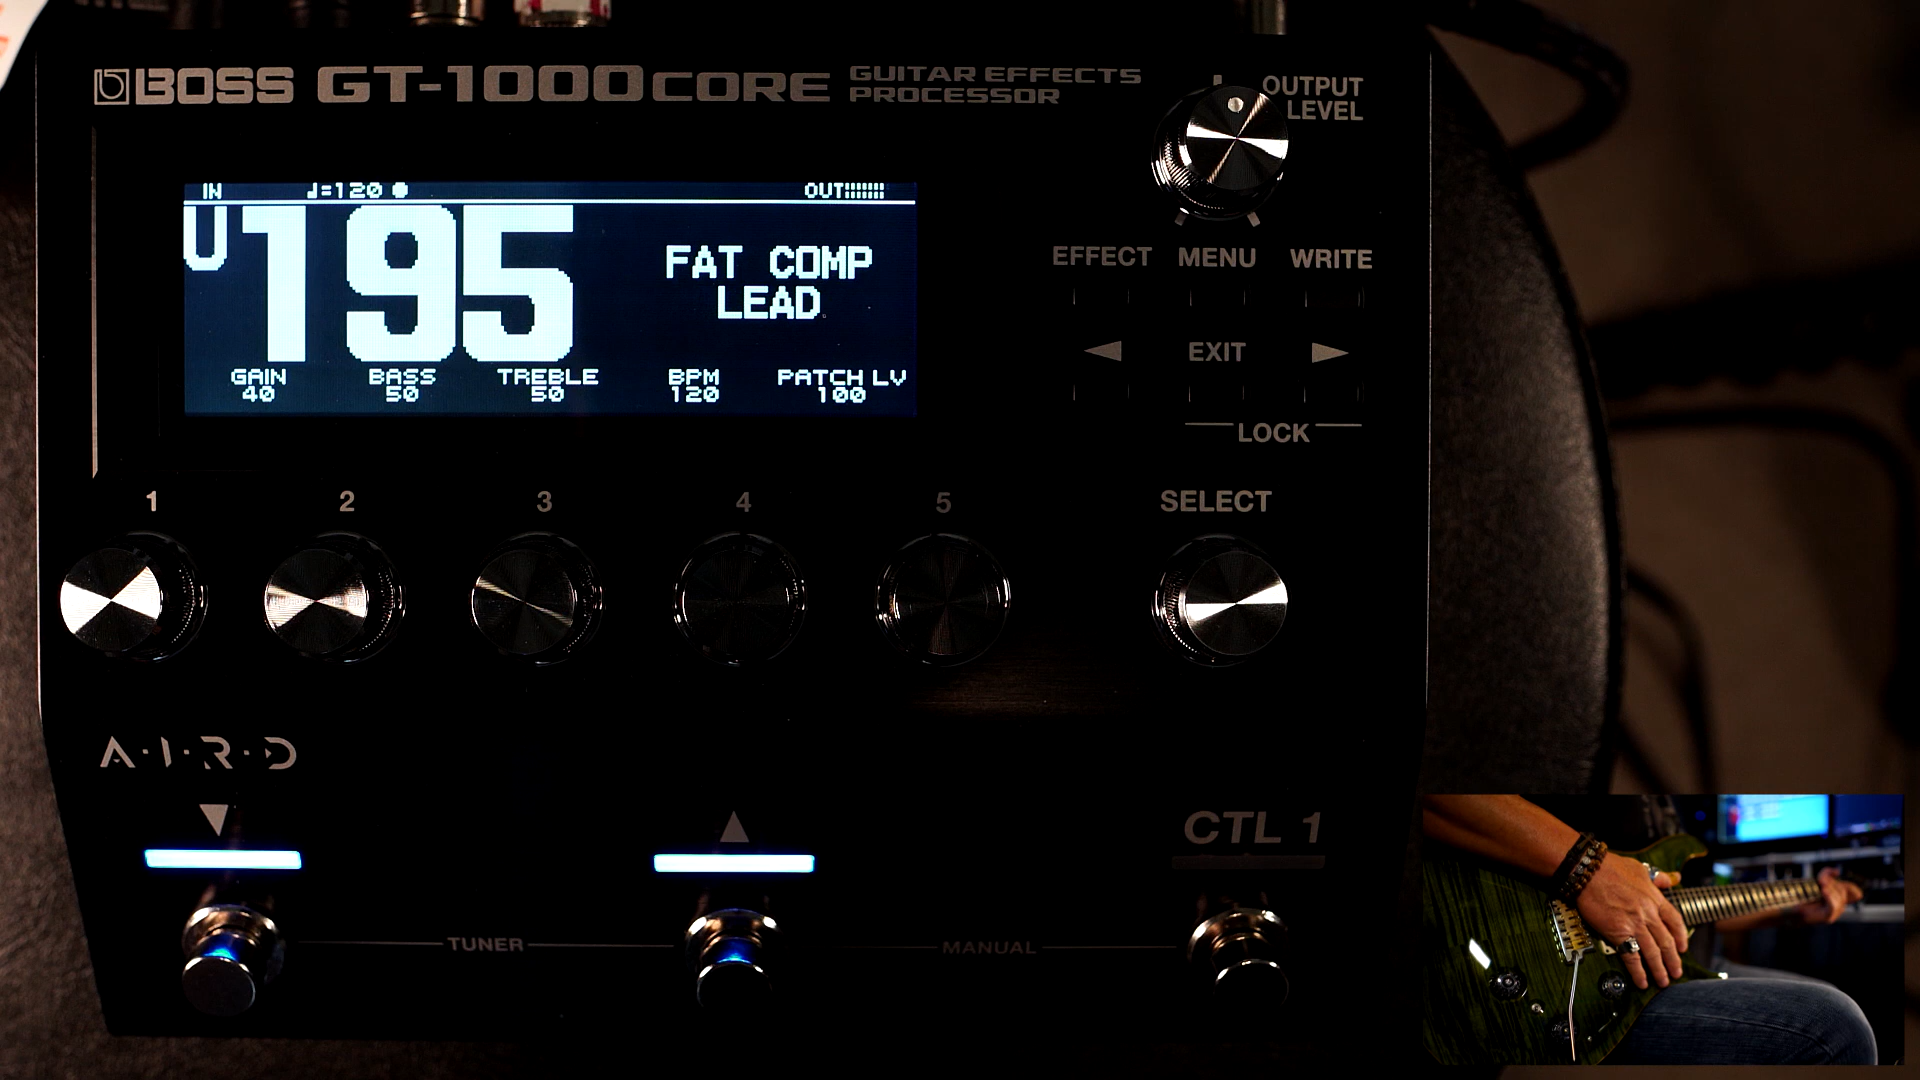 BOSS GT-1000CORE GUITAR EFFECTS
PROCESSOR
OUTPUT
LEVEL
IN ♩=120 OUT
U195
FAT COMP
LEAD
GAIN BASS TREBLE BPM PATCH LV
40 50 50 120 100
EFFECT MENU WRITE
EXIT
LOCK
1 2 3 4 5 SELECT
A·I·R·D
CTL 1
TUNER MANUAL